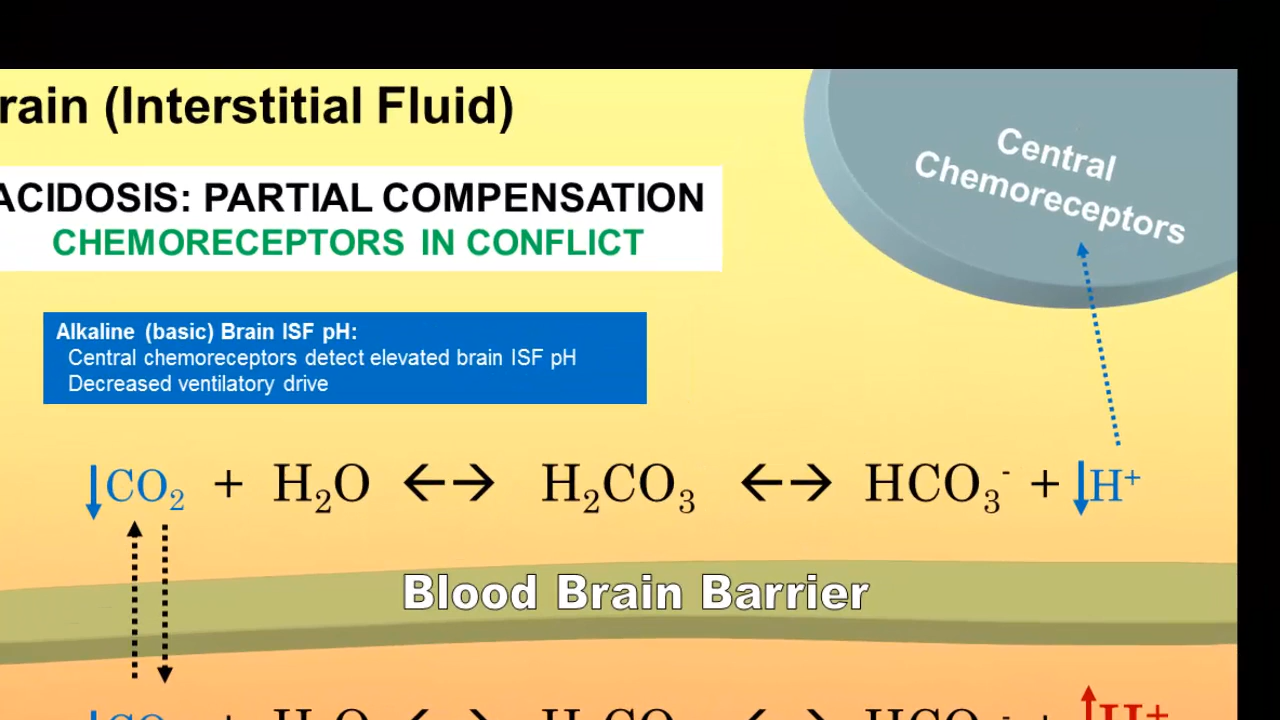 rain (Interstitial Fluid)
Central
Chemoreceptors
ACIDOSIS: PARTIAL COMPENSATION
CHEMORECEPTORS IN CONFLICT
Alkaline (basic) Brain ISF pH:
Central chemoreceptors detect elevated brain ISF pH
Decreased ventilatory drive
↓CO₂ + H₂O ←→ H₂CO₃ ←→ HCO₃⁻ + ↓H⁺
Blood Brain Barrier